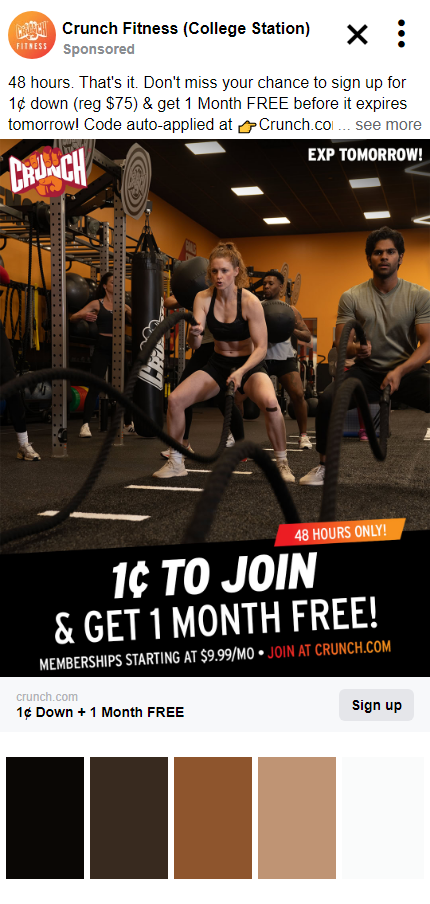 CRUNCH
FITNESS
Crunch Fitness (College Station)
Sponsored
48 hours. That's it. Don't miss your chance to sign up for
1¢ down (reg $75) & get 1 Month FREE before it expires
tomorrow! Code auto-applied at 👉Crunch.co ... see more
CRUNCH
EXP TOMORROW!
48 HOURS ONLY!
1¢ TO JOIN
& GET 1 MONTH FREE!
MEMBERSHIPS STARTING AT $9.99/MO • JOIN AT CRUNCH.COM
crunch.com
1¢ Down + 1 Month FREE
Sign up